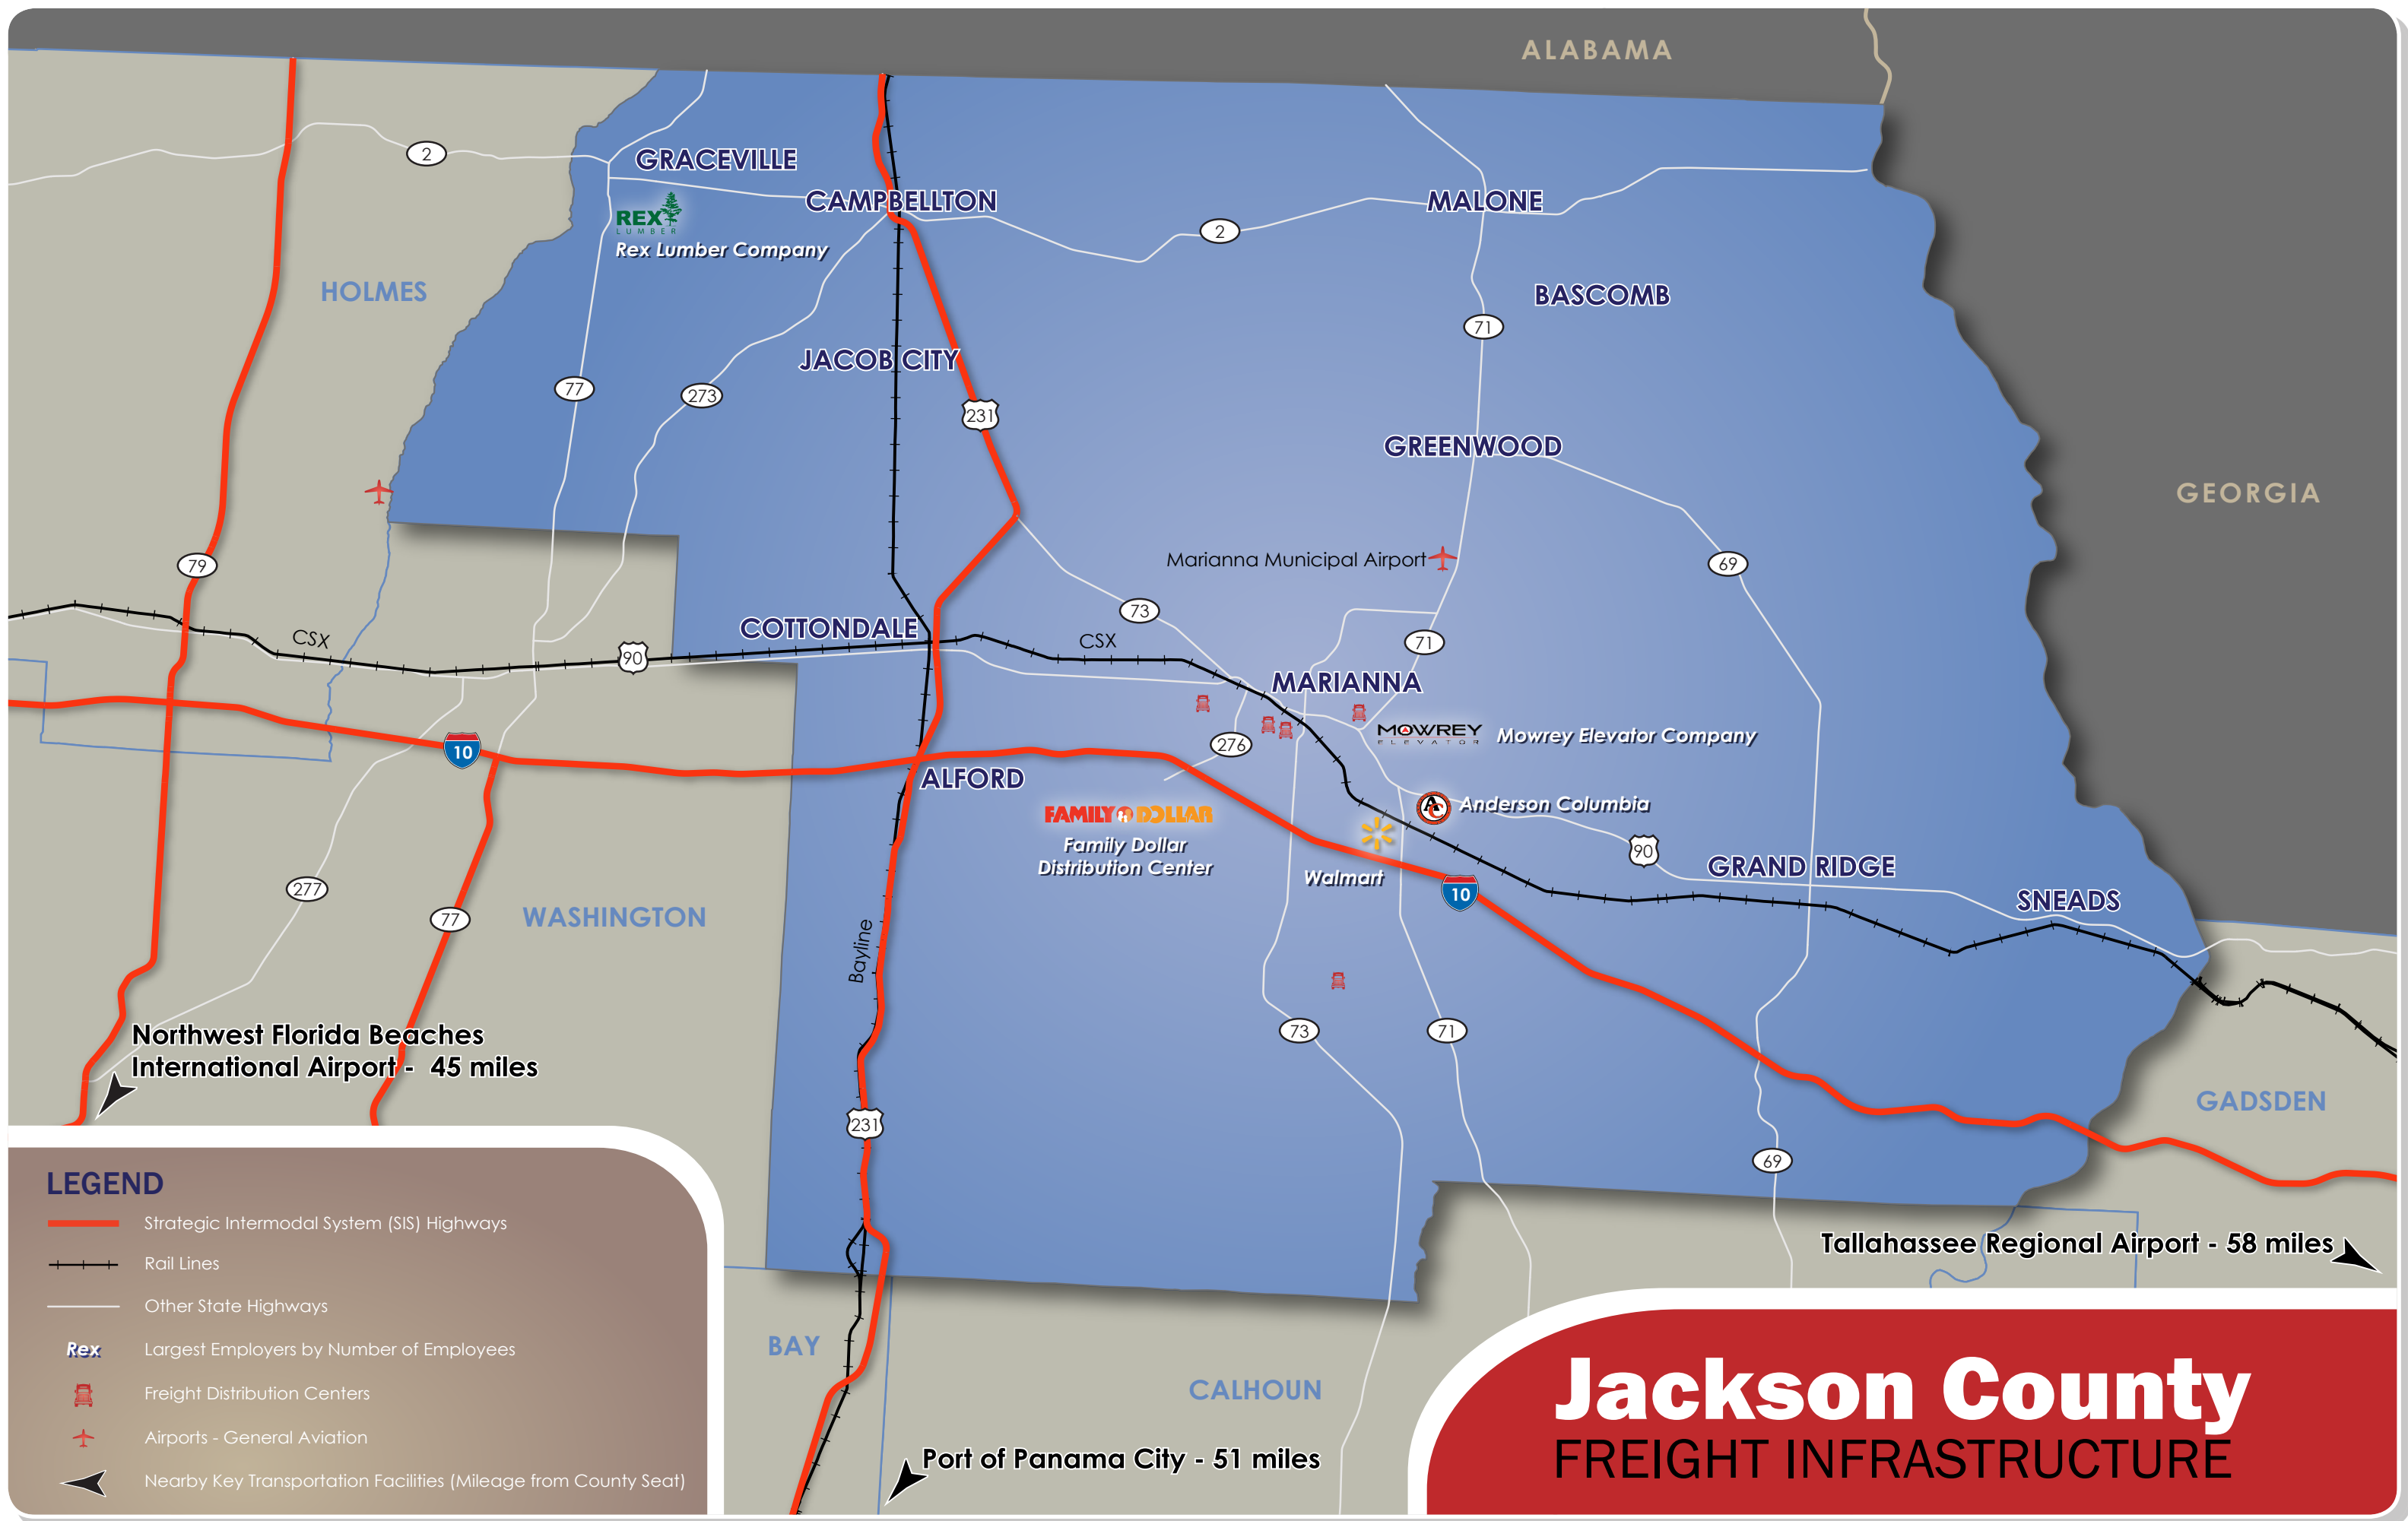 ALABAMA
2
GRACEVILLE
REX
LUMBER
Rex Lumber Company
CAMPBELLTON
MALONE
2
HOLMES
BASCOMB
71
JACOB CITY
77
273
231
GREENWOOD
GEORGIA
79
Marianna Municipal Airport
69
73
COTTONDALE
CSX
CSX
71
90
MARIANNA
10
276
MOWREY
ELEVATOR
Mowrey Elevator Company
ALFORD
FAMILY DOLLAR
Family Dollar
Distribution Center
AC
Anderson Columbia
90
Walmart
GRAND RIDGE
10
277
77
WASHINGTON
SNEADS
Bayline
73
71
Northwest Florida Beaches
International Airport - 45 miles
231
GADSDEN
69
Tallahassee Regional Airport - 58 miles
BAY
CALHOUN
Port of Panama City - 51 miles
LEGEND
Strategic Intermodal System (SIS) Highways
Rail Lines
Other State Highways
Rex Largest Employers by Number of Employees
Freight Distribution Centers
Airports - General Aviation
Nearby Key Transportation Facilities (Mileage from County Seat)
Jackson County
FREIGHT INFRASTRUCTURE